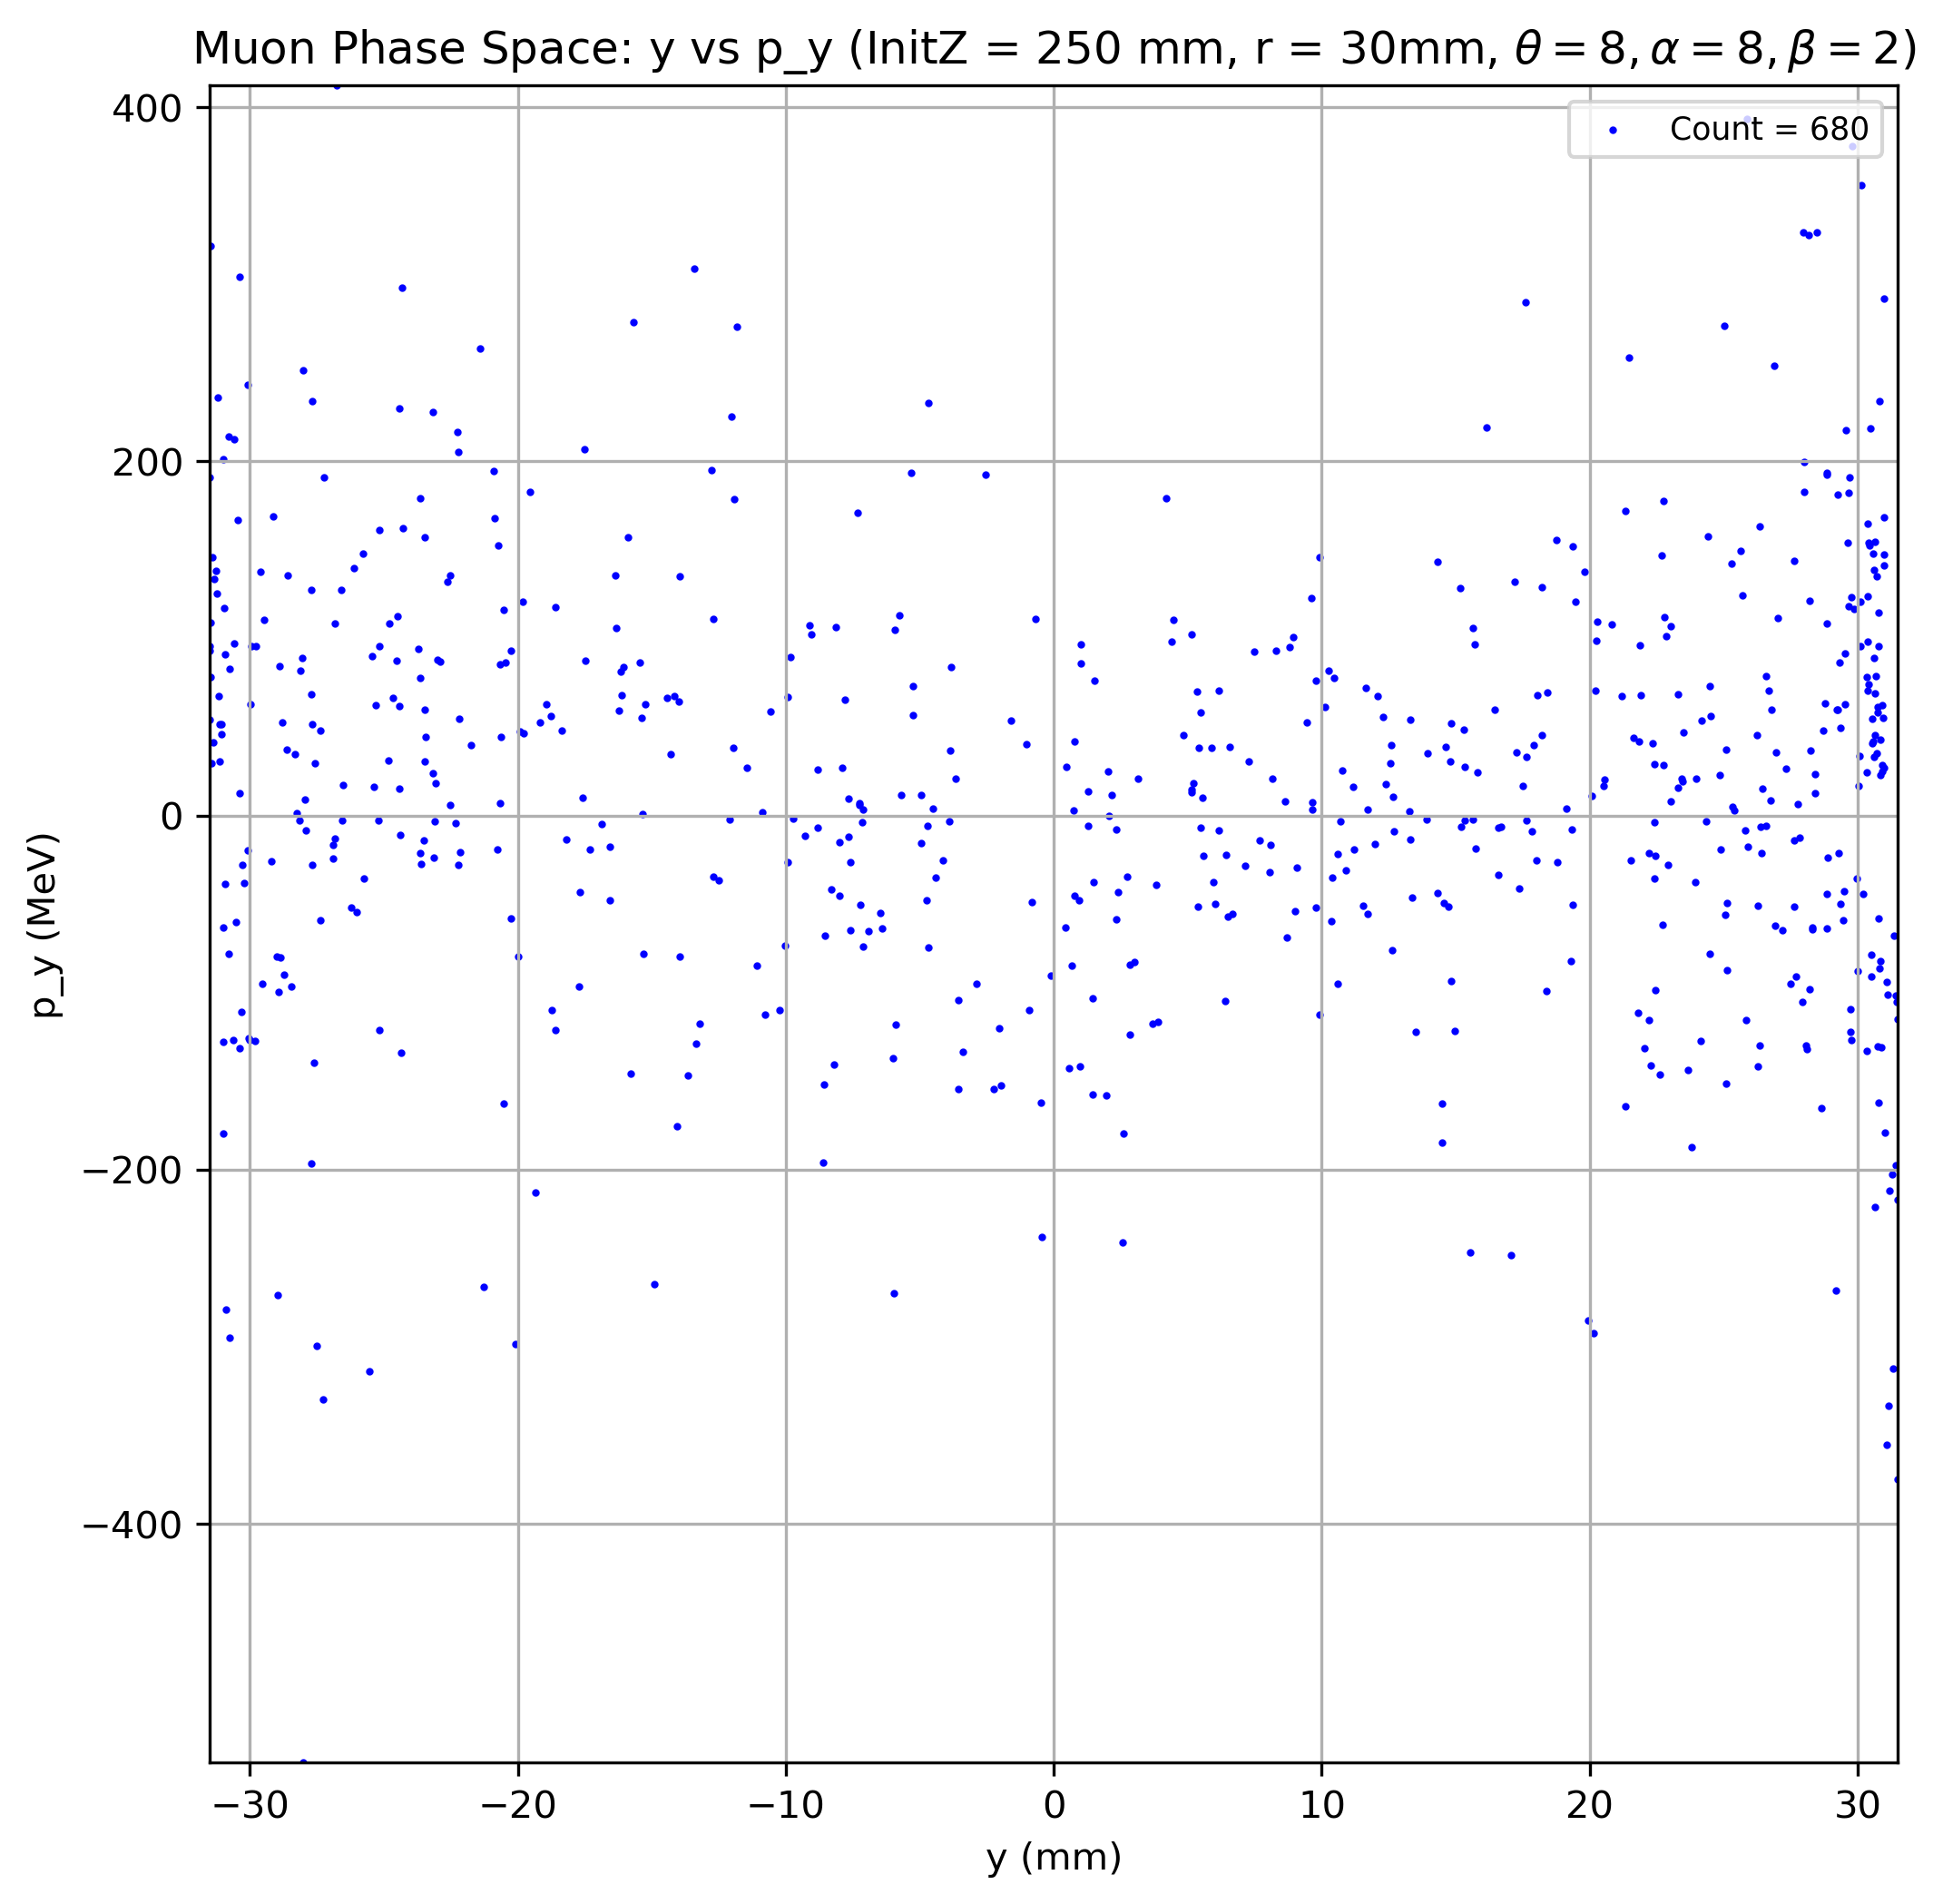 Muon Phase Space: y vs p_y (InitZ = 250 mm, r = 30mm, θ = 8, α = 8, β = 2)
Count = 680
400
200
0
−200
−400
p_y (MeV)
−30 −20 −10 0 10 20 30
y (mm)